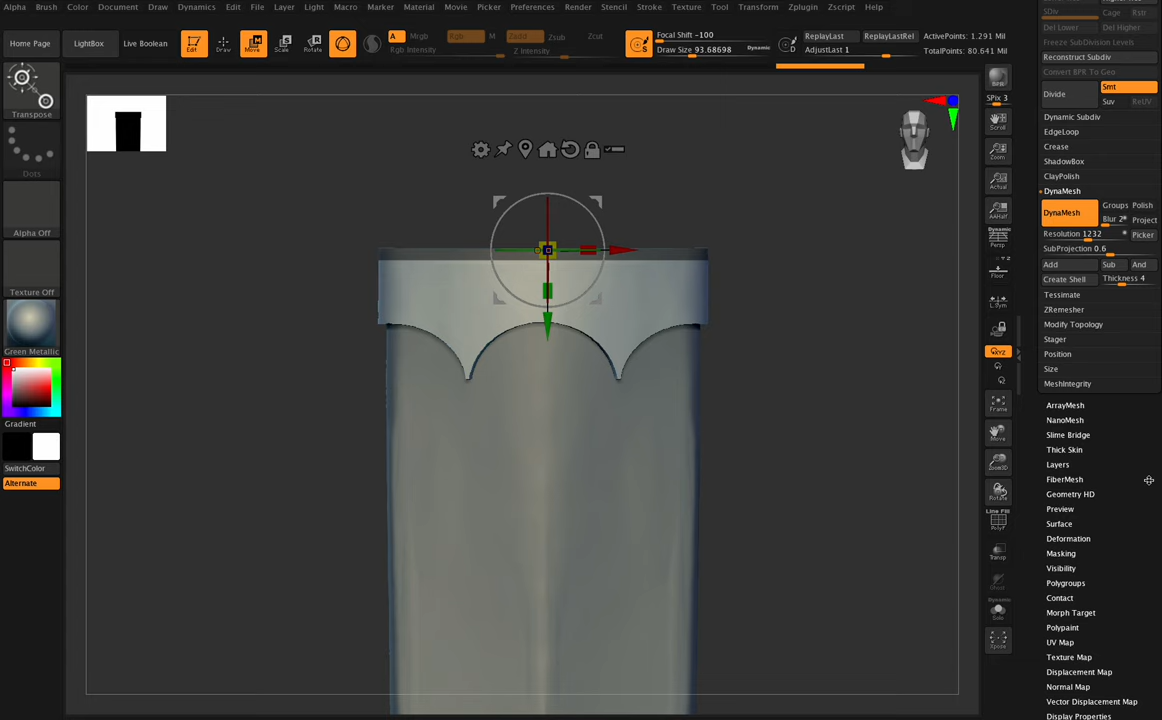 Alpha Brush Color Document Draw Dynamics Edit File Layer Light Macro Marker Material Movie Picker Preferences Render Stencil Stroke Texture Tool Transform Zplugin Zscript Help
Home Page LightBox Live Boolean Edit Draw Move Scale Rotate A Mrgb Rgb M Zadd Zsub Zcut
Rgb Intensity Z Intensity
Focal Shift -100
Draw Size 93.68698 Dynamic
ReplayLast ReplayLastRel
AdjustLast 1
ActivePoints: 1.291 Mil
TotalPoints: 80.641 Mil
Transpose
Dots
Alpha Off
Texture Off
Green Metallic
Gradient
SwitchColor
Alternate
BPR
SPix 3
Scroll
Zoom
Actual
AAHalf
Dynamic
Persp
Floor
L.Sym
XYZ
Frame
Move
Zoom3D
Rotate
Line Fill
PolyF
Transp
Ghost
Dynamic
Solo
Xpose
SDiv Cage Rstr
Del Lower Del Higher
Freeze SubDivision Levels
Reconstruct Subdiv
Convert BPR To Geo
Divide Smt
Suv ReUV
Dynamic Subdiv
EdgeLoop
Crease
ShadowBox
ClayPolish
DynaMesh
DynaMesh Groups Polish
Blur 2 Project
Resolution 1232 Picker
SubProjection 0.6
Add Sub And
Create Shell Thickness 4
Tessimate
ZRemesher
Modify Topology
Stager
Position
Size
MeshIntegrity
ArrayMesh
NanoMesh
Slime Bridge
Thick Skin
Layers
FiberMesh
Geometry HD
Preview
Surface
Deformation
Masking
Visibility
Polygroups
Contact
Morph Target
Polypaint
UV Map
Texture Map
Displacement Map
Normal Map
Vector Displacement Map
Display Properties